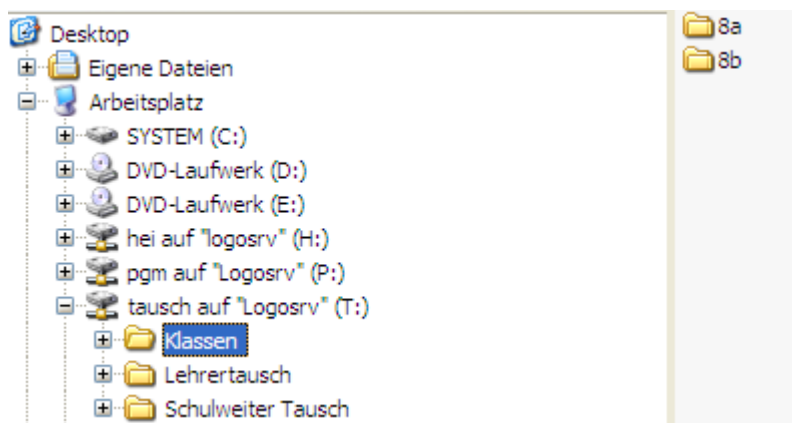 Desktop
Eigene Dateien
Arbeitsplatz
SYSTEM (C:)
DVD-Laufwerk (D:)
DVD-Laufwerk (E:)
hei auf "logosrv" (H:)
pgm auf "Logosrv" (P:)
tausch auf "Logosrv" (T:)
Klassen
Lehrertausch
Schulweiter Tausch
8a
8b